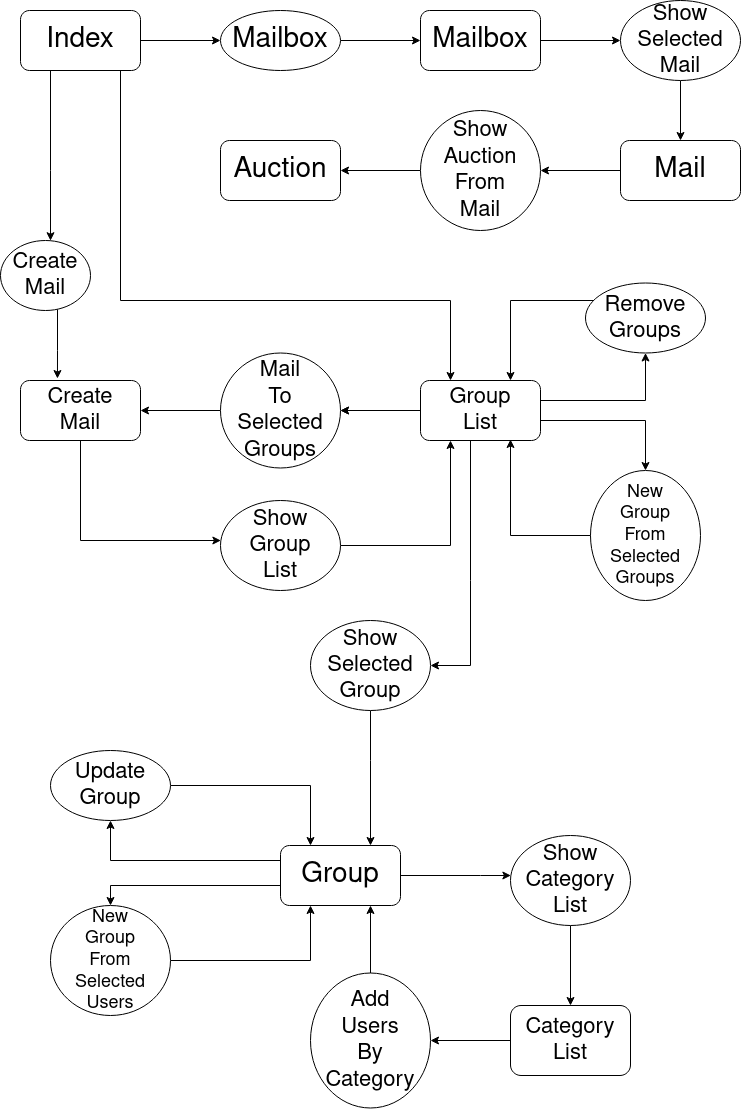 Index
Mailbox
Mailbox
Show
Selected
Mail
Auction
Show
Auction
From
Mail
Mail
Create
Mail
Remove
Groups
Create
Mail
Mail
To
Selected
Groups
Group
List
Show
Group
List
New
Group
From
Selected
Groups
Show
Selected
Group
Update
Group
Group
Show
Category
List
New
Group
From
Selected
Users
Add
Users
By
Category
Category
List